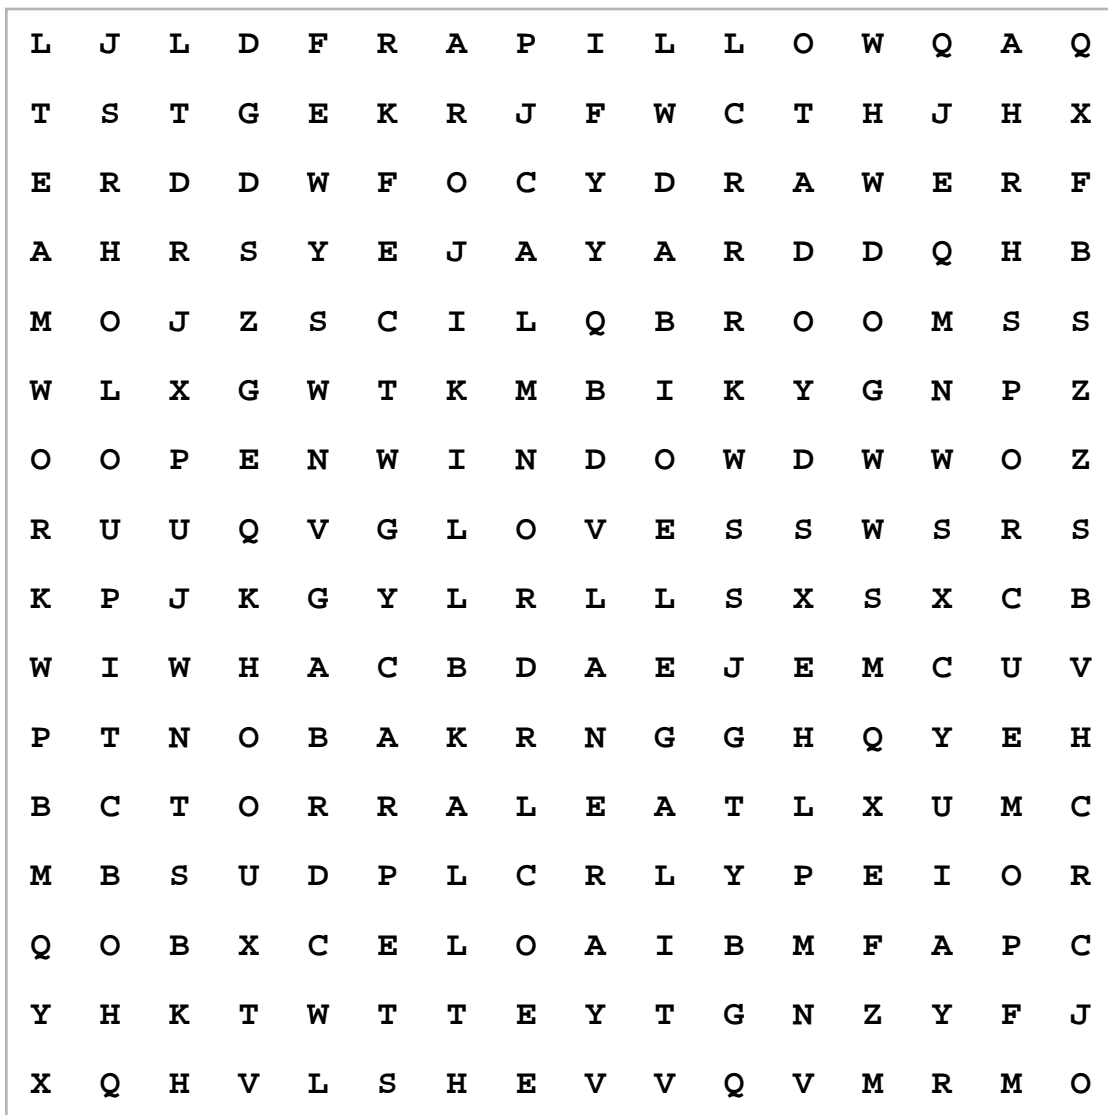 L J L D F R A P I L L O W Q A Q
T S T G E K R J F W C T H J H X
E R D D W F O C Y D R A W E R F
A H R S Y E J A Y A R D D Q H B
M O J Z S C I L Q B R O O M S S
W L X G W T K M B I K Y G N P Z
O O P E N W I N D O W D W W O Z
R U U Q V G L O V E S S W S R S
K P J K G Y L R L L S X S X C B
W I W H A C B D A E J E M C U V
P T N O B A K R N G G H Q Y E H
B C T O R R A L E A T L X U M C
M B S U D P L C R L Y P E I O R
Q O B X C E L O A I B M F A P C
Y H K T W T T E Y T G N Z Y F J
X Q H V L S H E V V Q V M R M O